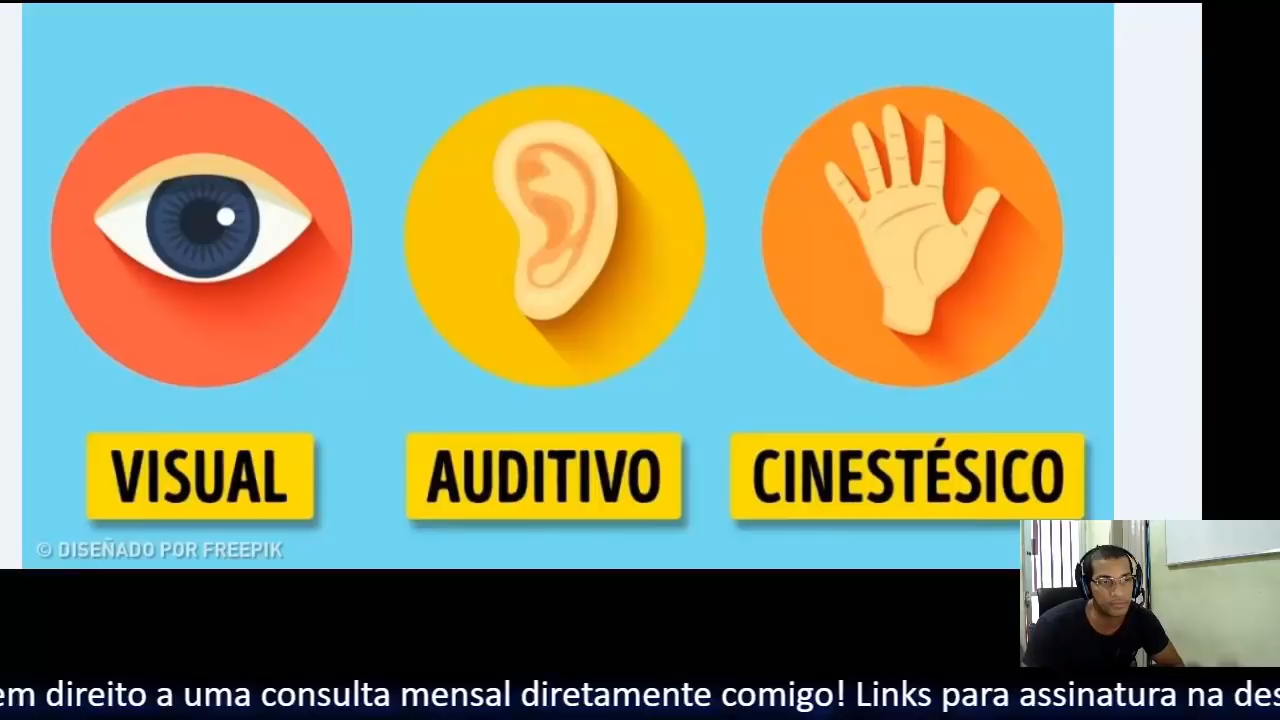 VISUAL
AUDITIVO
CINESTÉSICO
© DISEÑADO POR FREEPIK
em direito a uma consulta mensal diretamente comigo! Links para assinatura na des